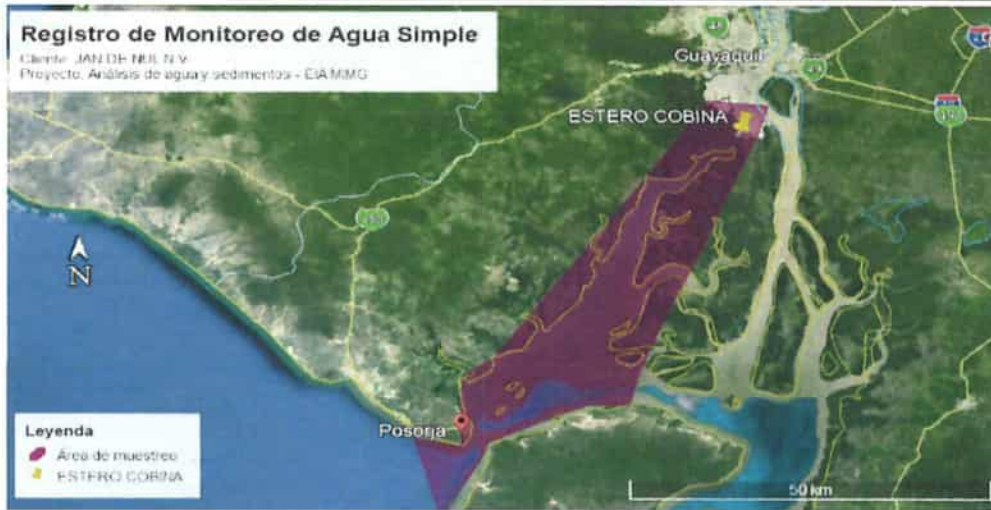 Registro de Monitoreo de Agua Simple
Cliente: JAN DE NUL N.V.
Proyecto: Análisis de agua y sedimentos - EIA MIMG
Guayaquil
ESTERO COBINA
N
Posorja
Leyenda
Área de muestreo
ESTERO COBINA
50 km